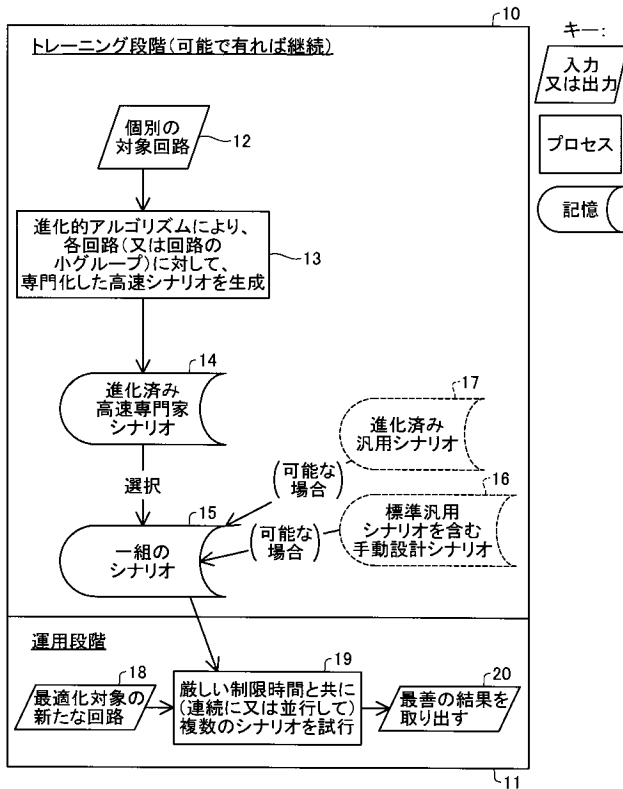 10
トレーニング段階(可能で有れば継続)
キー:
入力
又は出力
プロセス
記憶
個別の
対象回路
12
進化的アルゴリズムにより、
各回路(又は回路の
小グループ)に対して、
専門化した高速シナリオを生成
13
14
進化済み
高速専門家
シナリオ
17
進化済み
汎用シナリオ
選択
(可能な
場合)
15
一組の
シナリオ
16
標準汎用
シナリオを含む
手動設計シナリオ
(可能な
場合)
運用段階
18
最適化対象の
新たな回路
19
厳しい制限時間と共に
(連続に又は並行して)
複数のシナリオを試行
20
最善の結果を
取り出す
11